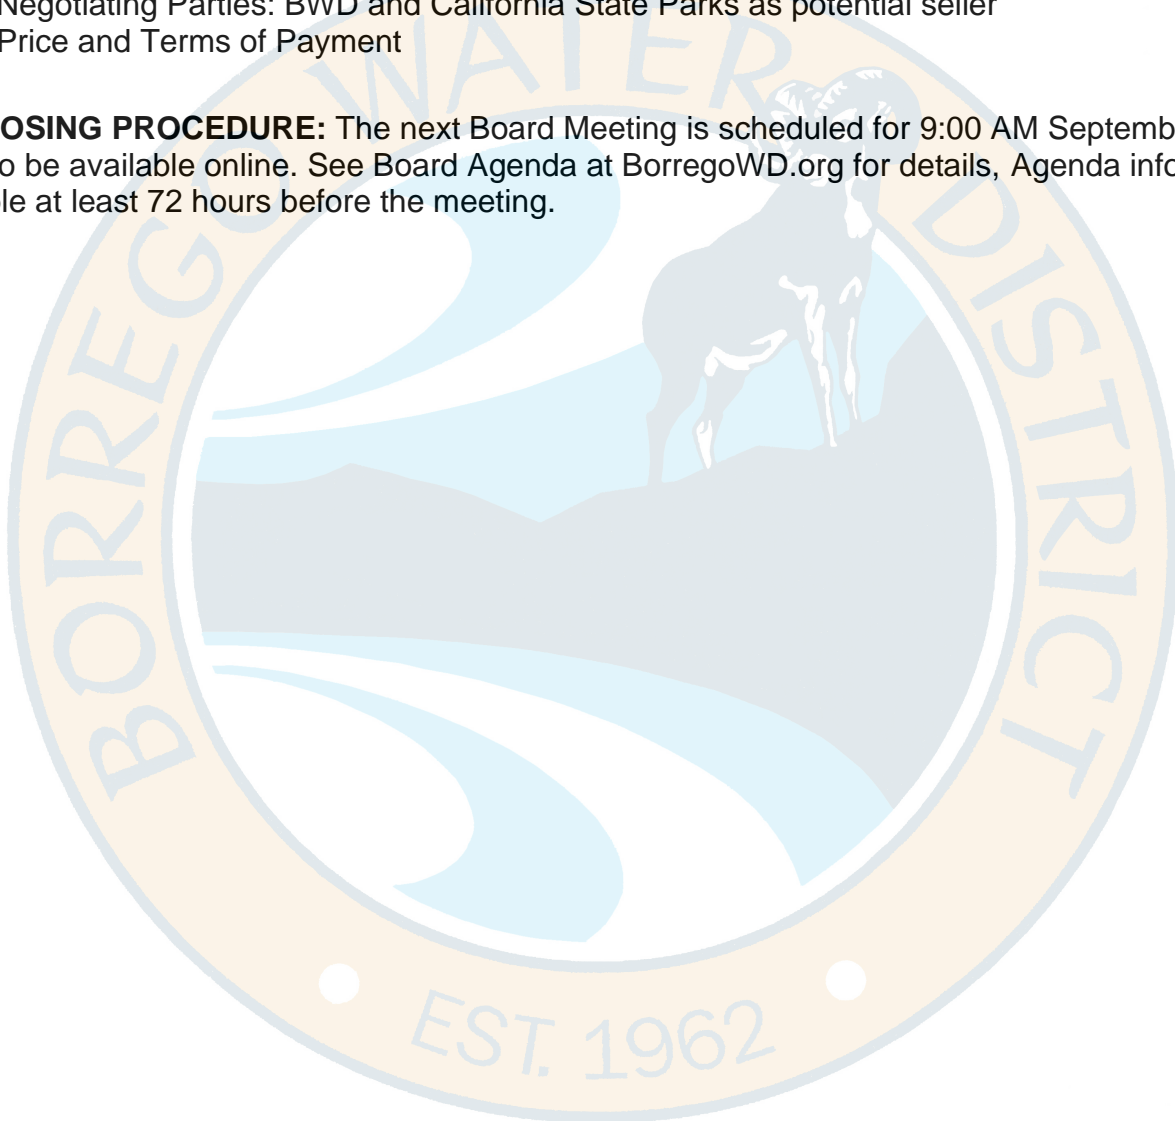 Negotiating Parties: BWD and California State Parks as potential seller
Price and Terms of Payment
OSING PROCEDURE: The next Board Meeting is scheduled for 9:00 AM Septemb
o be available online. See Board Agenda at BorregoWD.org for details, Agenda info
le at least 72 hours before the meeting.
BORREGO WATER DISTRICT
EST. 1962